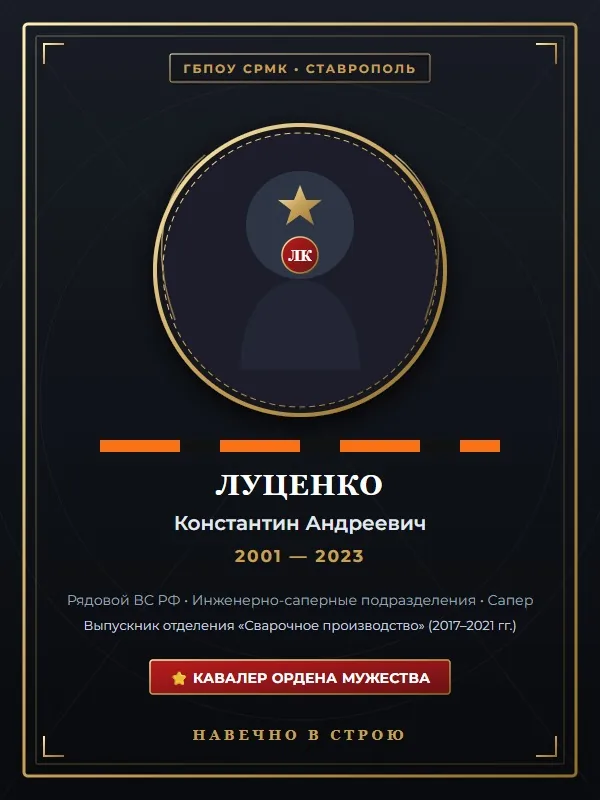 ГБПОУ СРМК • СТАВРОПОЛЬ
ЛК
ЛУЦЕНКО
Константин Андреевич
2001 — 2023
Рядовой ВС РФ • Инженерно-саперные подразделения • Сапер
Выпускник отделения «Сварочное производство» (2017–2021 гг.)
КАВАЛЕР ОРДЕНА МУЖЕСТВА
НАВЕЧНО В СТРОЮ